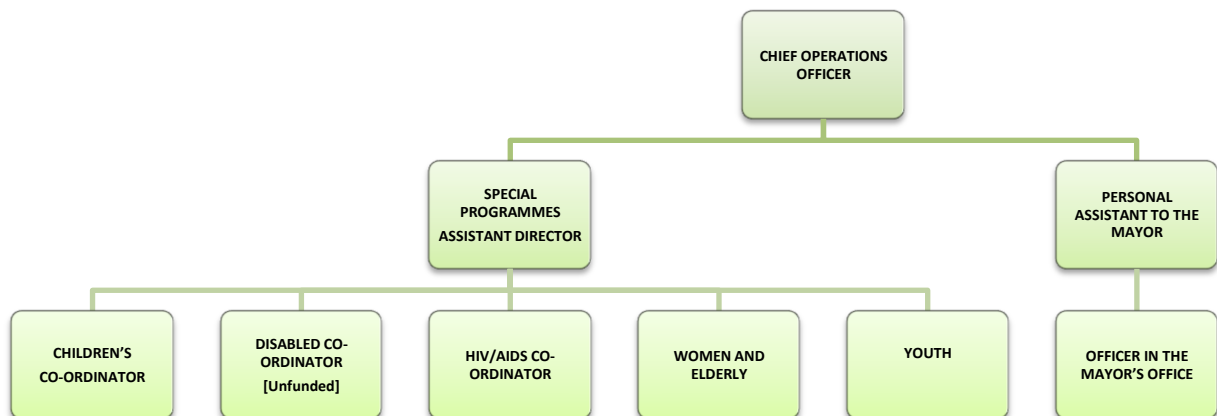 CHIEF OPERATIONS
OFFICER
SPECIAL
PROGRAMMES
ASSISTANT DIRECTOR
PERSONAL
ASSISTANT TO THE
MAYOR
CHILDREN’S
CO-ORDINATOR
DISABLED CO-
ORDINATOR
[Unfunded]
HIV/AIDS CO-
ORDINATOR
WOMEN AND
ELDERLY
YOUTH
OFFICER IN THE
MAYOR’S OFFICE